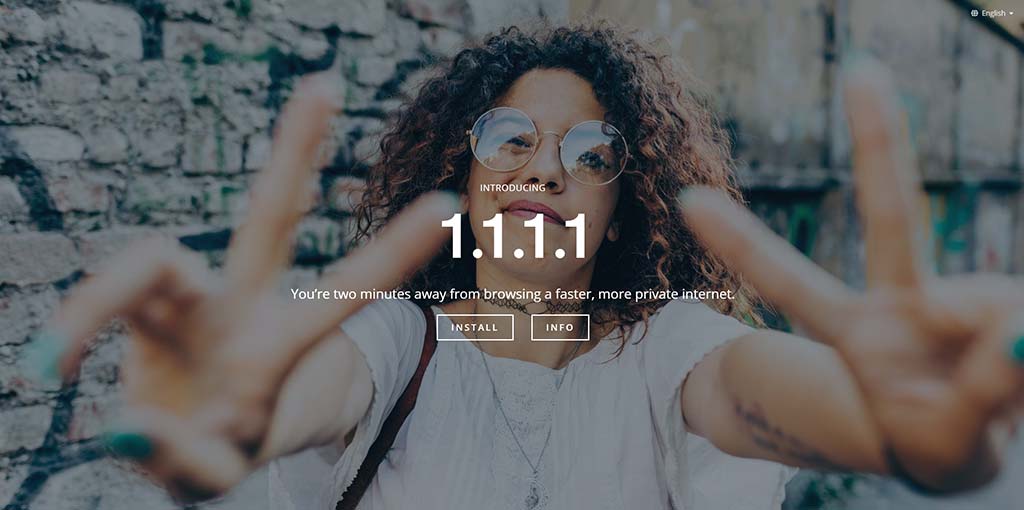 English
INTRODUCING
1.1.1.1
You’re two minutes away from browsing a faster, more private internet.
INSTALL INFO